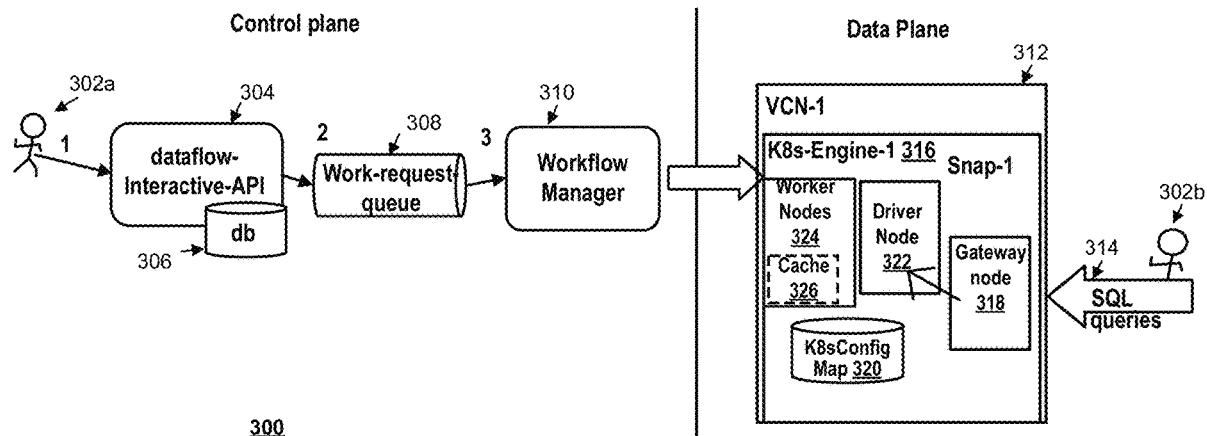 Control plane
Data Plane
302a
1
304
dataflow-
Interactive-API
db
306
2
308
Work-request-
queue
3
310
Workflow
Manager
312
VCN-1
K8s-Engine-1 316
Snap-1
Worker
Nodes
324
Cache
326
Driver
Node
322
Gateway
node
318
K8sConfig
Map 320
302b
314
SQL
queries
300